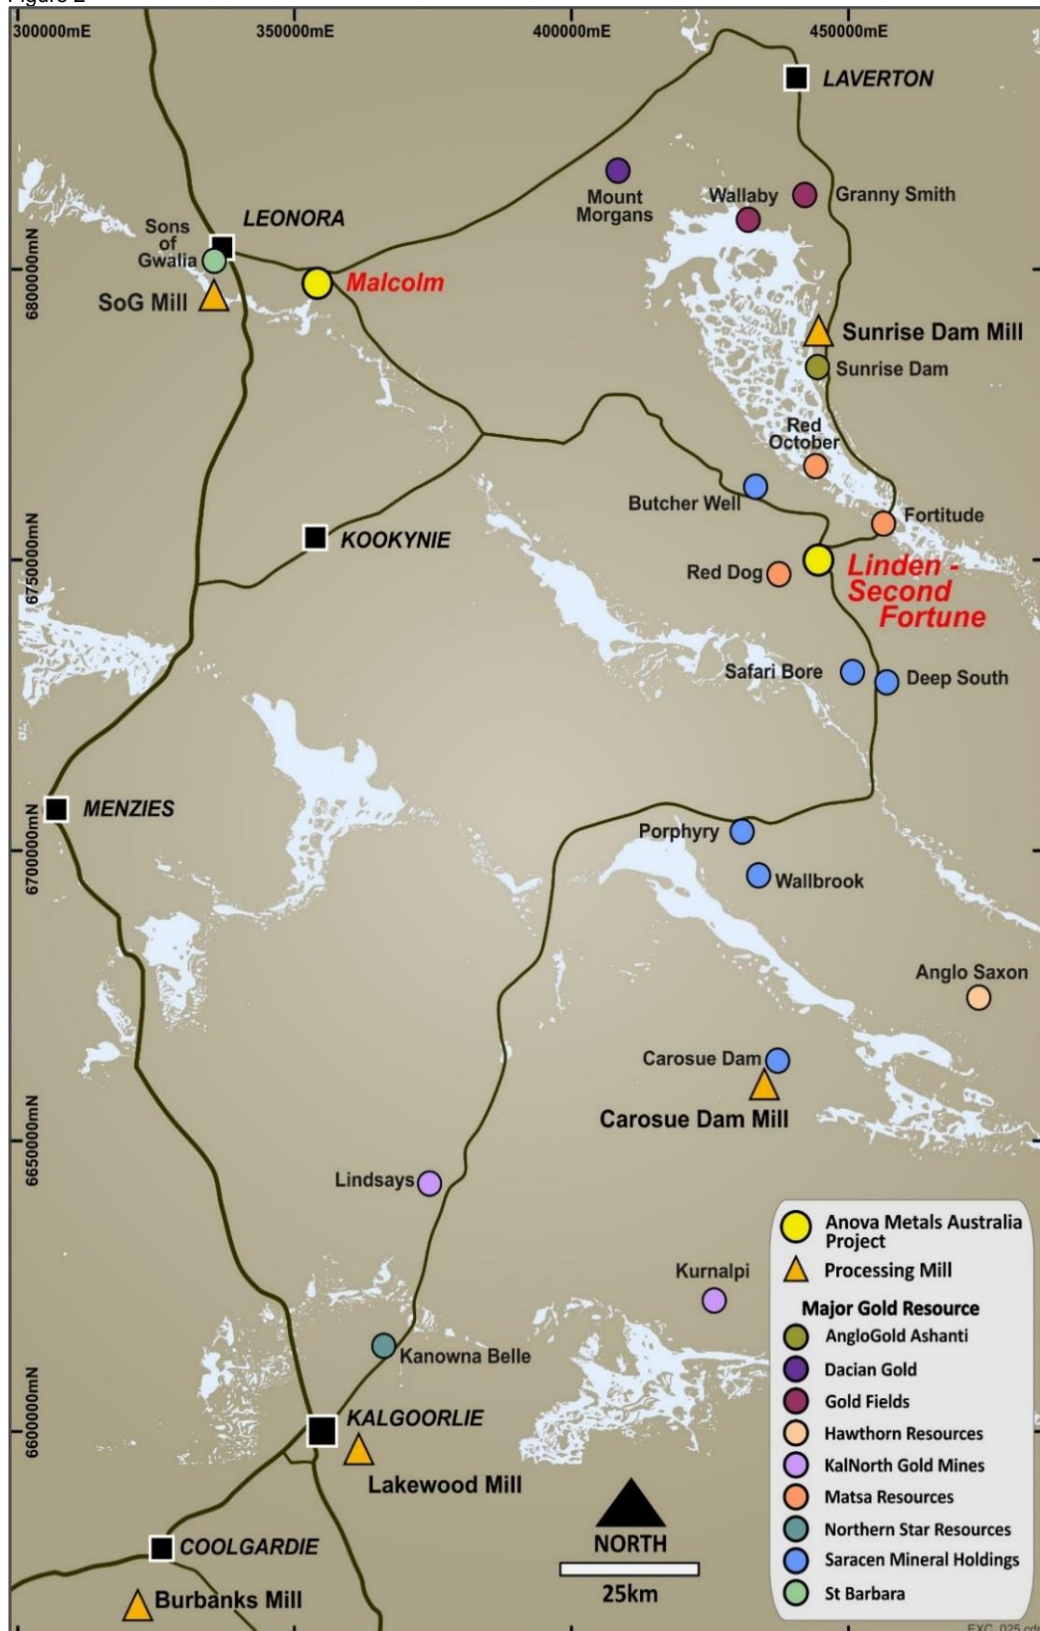 Figure 2
300000mE
350000mE
400000mE
450000mE
LAVERTON
Mount
Morgans
Wallaby
Granny Smith
LEONORA
Sons
of
Gwalia
Malcolm
SoG Mill
6800000mN
Sunrise Dam Mill
Sunrise Dam
Red
October
Butcher Well
Fortitude
KOOKYNIE
6750000mN
Red Dog
Linden -
Second
Fortune
Safari Bore
Deep South
MENZIES
Porphyry
6700000mN
Wallbrook
Anglo Saxon
Carosue Dam
Carosue Dam Mill
6650000mN
Lindsays
Kurnalpi
Kanowna Belle
6600000mN
KALGOORLIE
Lakewood Mill
COOLGARDIE
Burbanks Mill
NORTH
25km
Anova Metals Australia
Project
Processing Mill
Major Gold Resource
AngloGold Ashanti
Dacian Gold
Gold Fields
Hawthorn Resources
KalNorth Gold Mines
Matsa Resources
Northern Star Resources
Saracen Mineral Holdings
St Barbara